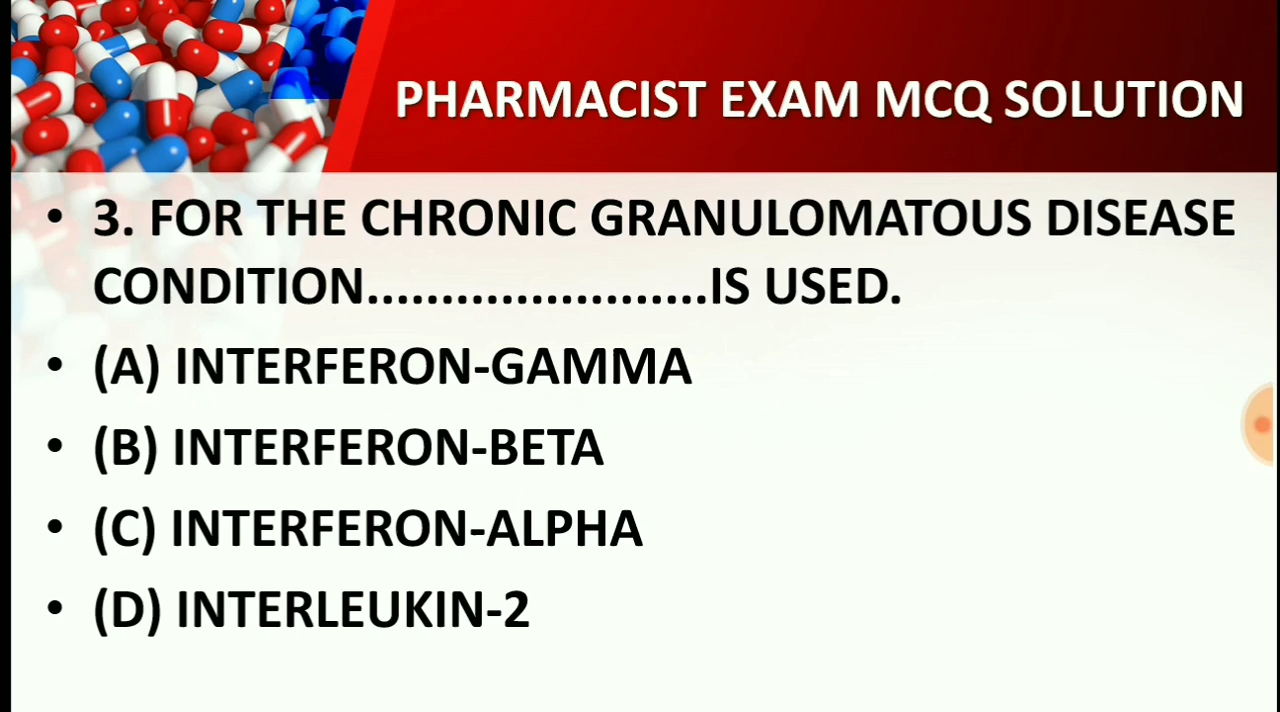 PHARMACIST EXAM MCQ SOLUTION
• 3. FOR THE CHRONIC GRANULOMATOUS DISEASE
CONDITION.......................IS USED.
• (A) INTERFERON-GAMMA
• (B) INTERFERON-BETA
• (C) INTERFERON-ALPHA
• (D) INTERLEUKIN-2